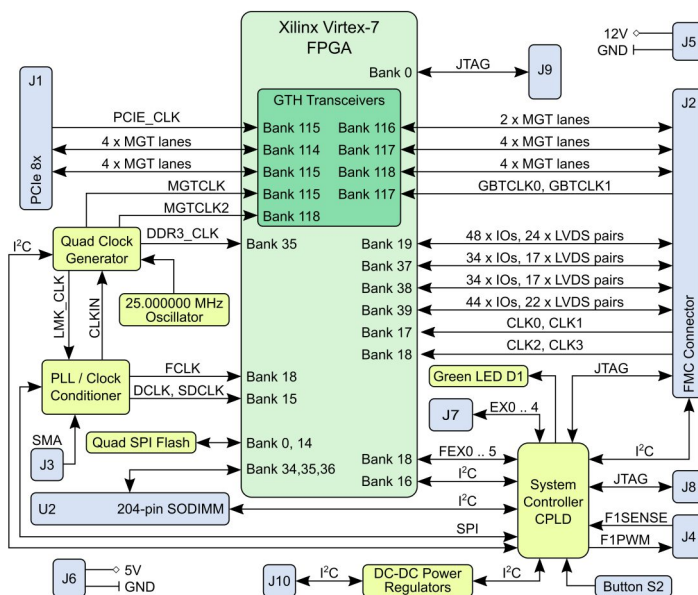 Xilinx Virtex-7
FPGA
12V
GND
J5
J1
Bank 0
JTAG
J9
J2
GTH Transceivers
PCIE_CLK
Bank 115
Bank 116
2 x MGT lanes
4 x MGT lanes
Bank 114
Bank 117
4 x MGT lanes
4 x MGT lanes
Bank 115
Bank 118
4 x MGT lanes
PCIe 8x
MGTCLK
Bank 115
Bank 117
GBTCLK0, GBTCLK1
MGTCLK2
Bank 118
I²C
Quad Clock
Generator
DDR3_CLK
Bank 35
Bank 19
48 x IOs, 24 x LVDS pairs
Bank 37
34 x IOs, 17 x LVDS pairs
Bank 38
34 x IOs, 17 x LVDS pairs
25.000000 MHz
Oscillator
Bank 39
44 x IOs, 22 x LVDS pairs
LMK_CLK
CLKIN
Bank 17
CLK0, CLK1
Bank 18
CLK2, CLK3
FMC Connector
PLL / Clock
Conditioner
FCLK
Bank 18
DCLK, SDCLK
Bank 15
Green LED D1
JTAG
J7
EX0 .. 4
SMA
J3
Quad SPI Flash
Bank 0, 14
Bank 34,35,36
Bank 18
FEX0 .. 5
Bank 16
I²C
I²C
System
Controller
CPLD
JTAG
J8
U2
204-pin SODIMM
I²C
F1SENSE
SPI
F1PWM
J4
J6
5V
GND
J10
I²C
DC-DC Power
Regulators
I²C
Button S2